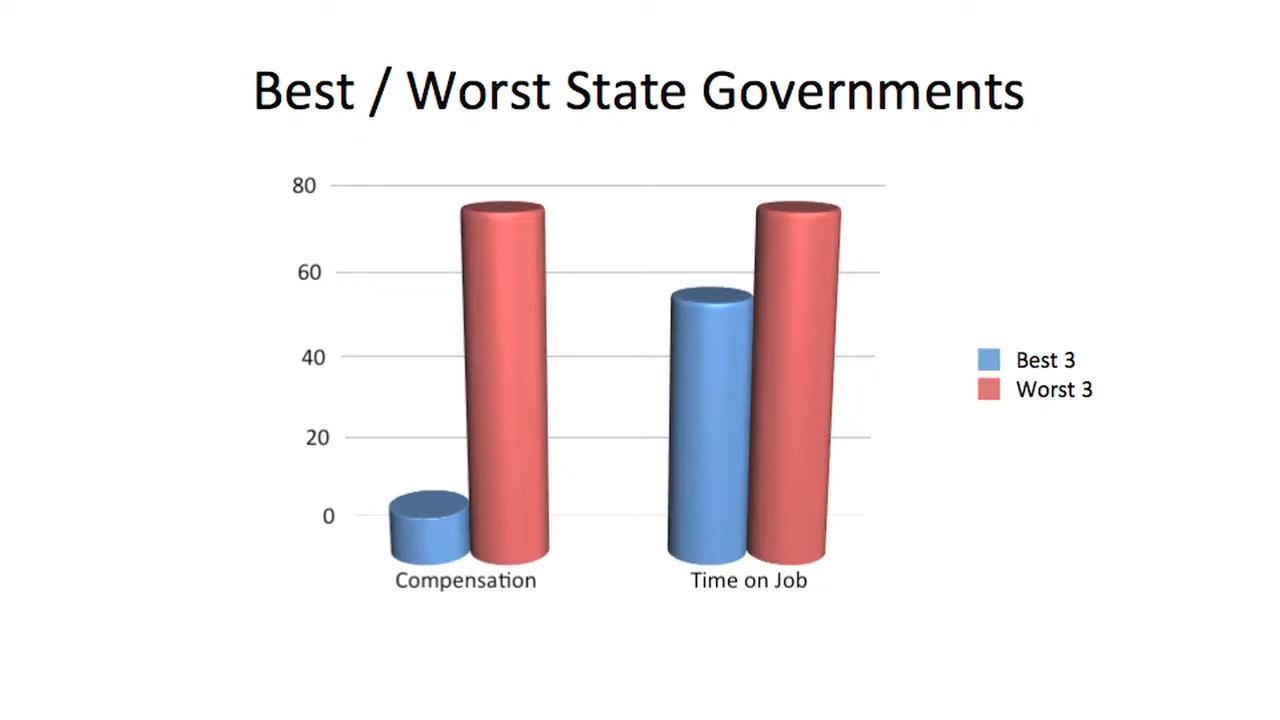 Best / Worst State Governments
80
60
40
20
0
Compensation
Time on Job
Best 3
Worst 3